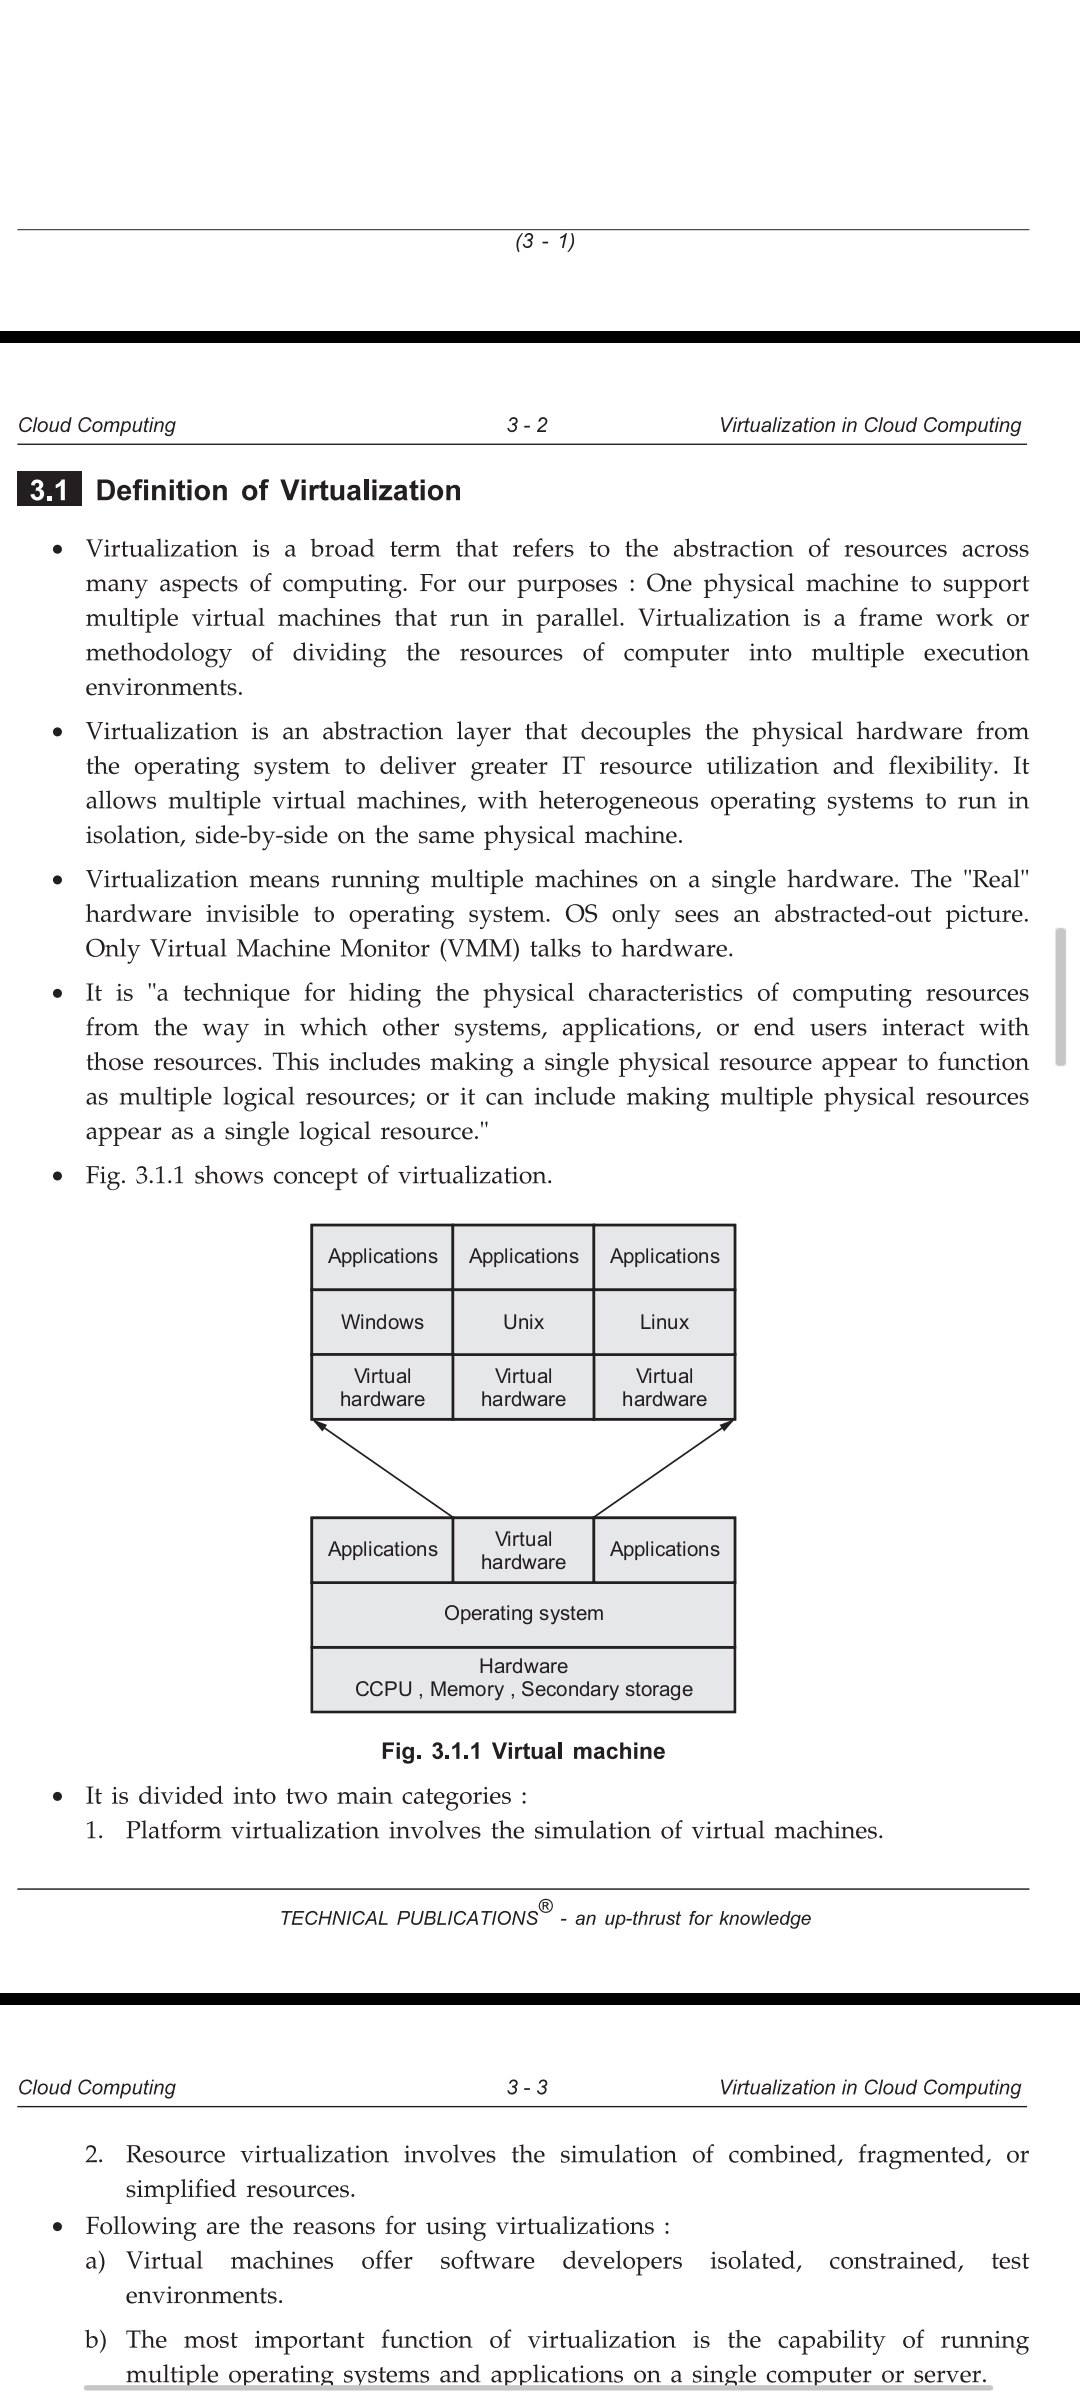 (3 - 1)
Cloud Computing 3 - 2 Virtualization in Cloud Computing
3.1 Definition of Virtualization
• Virtualization is a broad term that refers to the abstraction of resources across
many aspects of computing. For our purposes : One physical machine to support
multiple virtual machines that run in parallel. Virtualization is a frame work or
methodology of dividing the resources of computer into multiple execution
environments.
• Virtualization is an abstraction layer that decouples the physical hardware from
the operating system to deliver greater IT resource utilization and flexibility. It
allows multiple virtual machines, with heterogeneous operating systems to run in
isolation, side-by-side on the same physical machine.
• Virtualization means running multiple machines on a single hardware. The "Real"
hardware invisible to operating system. OS only sees an abstracted-out picture.
Only Virtual Machine Monitor (VMM) talks to hardware.
• It is "a technique for hiding the physical characteristics of computing resources
from the way in which other systems, applications, or end users interact with
those resources. This includes making a single physical resource appear to function
as multiple logical resources; or it can include making multiple physical resources
appear as a single logical resource."
• Fig. 3.1.1 shows concept of virtualization.
Applications Applications Applications
Windows Unix Linux
Virtual Virtual Virtual
hardware hardware hardware
Applications Virtual hardware Applications
Operating system
Hardware
CCPU , Memory , Secondary storage
Fig. 3.1.1 Virtual machine
• It is divided into two main categories :
1. Platform virtualization involves the simulation of virtual machines.
TECHNICAL PUBLICATIONS® - an up-thrust for knowledge
Cloud Computing 3 - 3 Virtualization in Cloud Computing
2. Resource virtualization involves the simulation of combined, fragmented, or
simplified resources.
• Following are the reasons for using virtualizations :
a) Virtual machines offer software developers isolated, constrained, test
environments.
b) The most important function of virtualization is the capability of running
multiple operating systems and applications on a single computer or server.